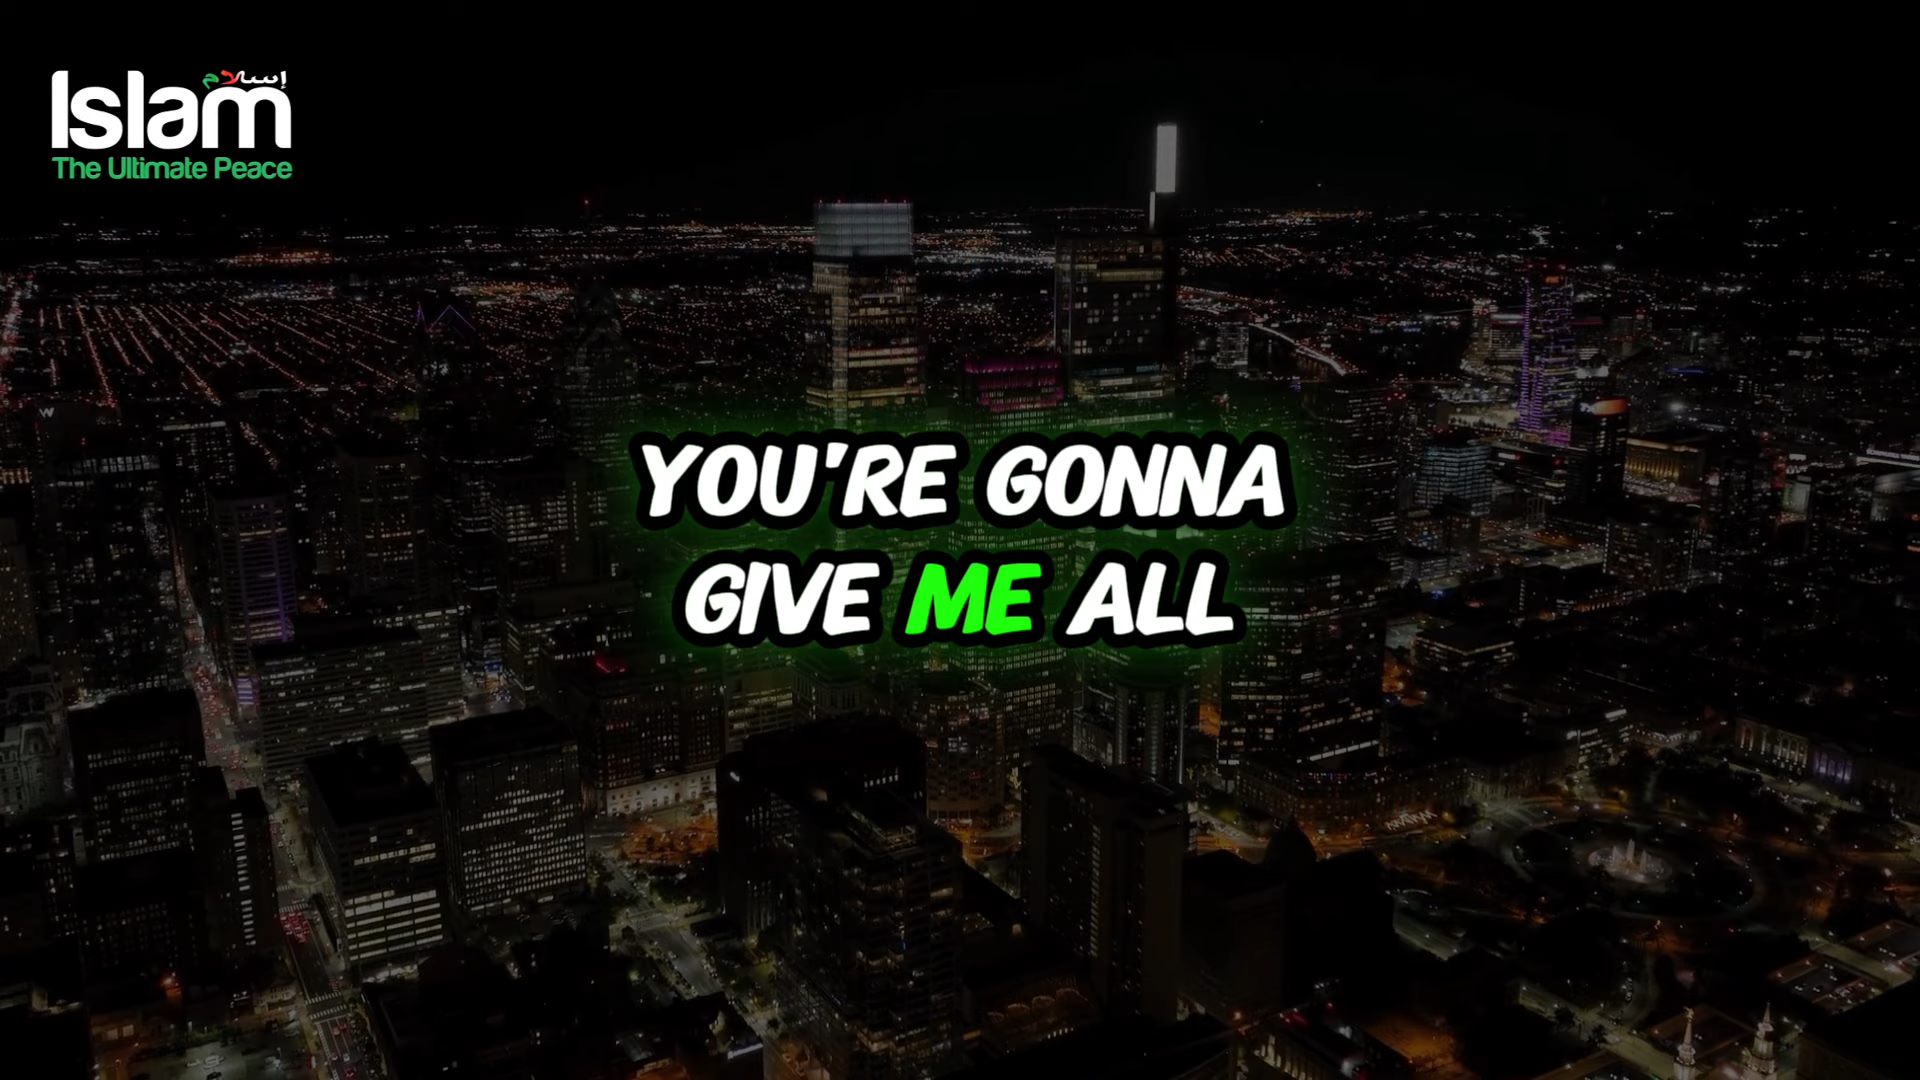 إسلام
Islam
The Ultimate Peace
YOU'RE GONNA
GIVE ME ALL